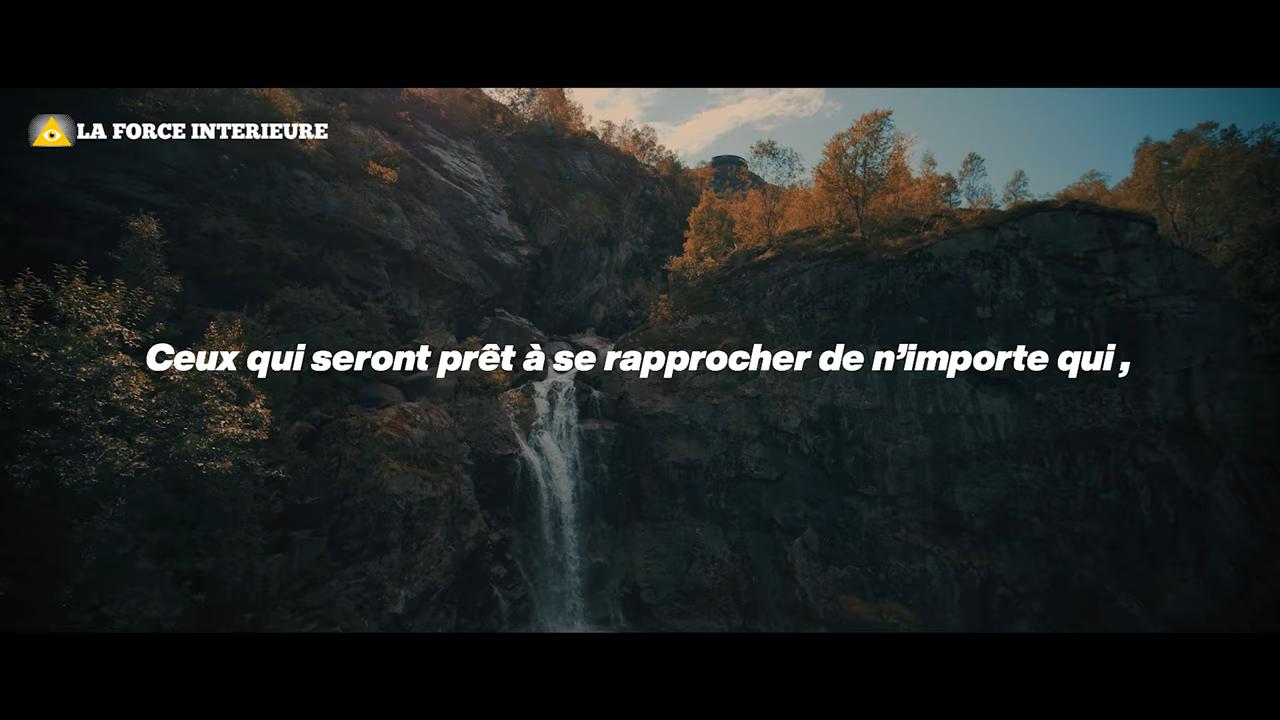 LA FORCE INTERIEURE
Ceux qui seront prêt à se rapprocher de n’importe qui ,